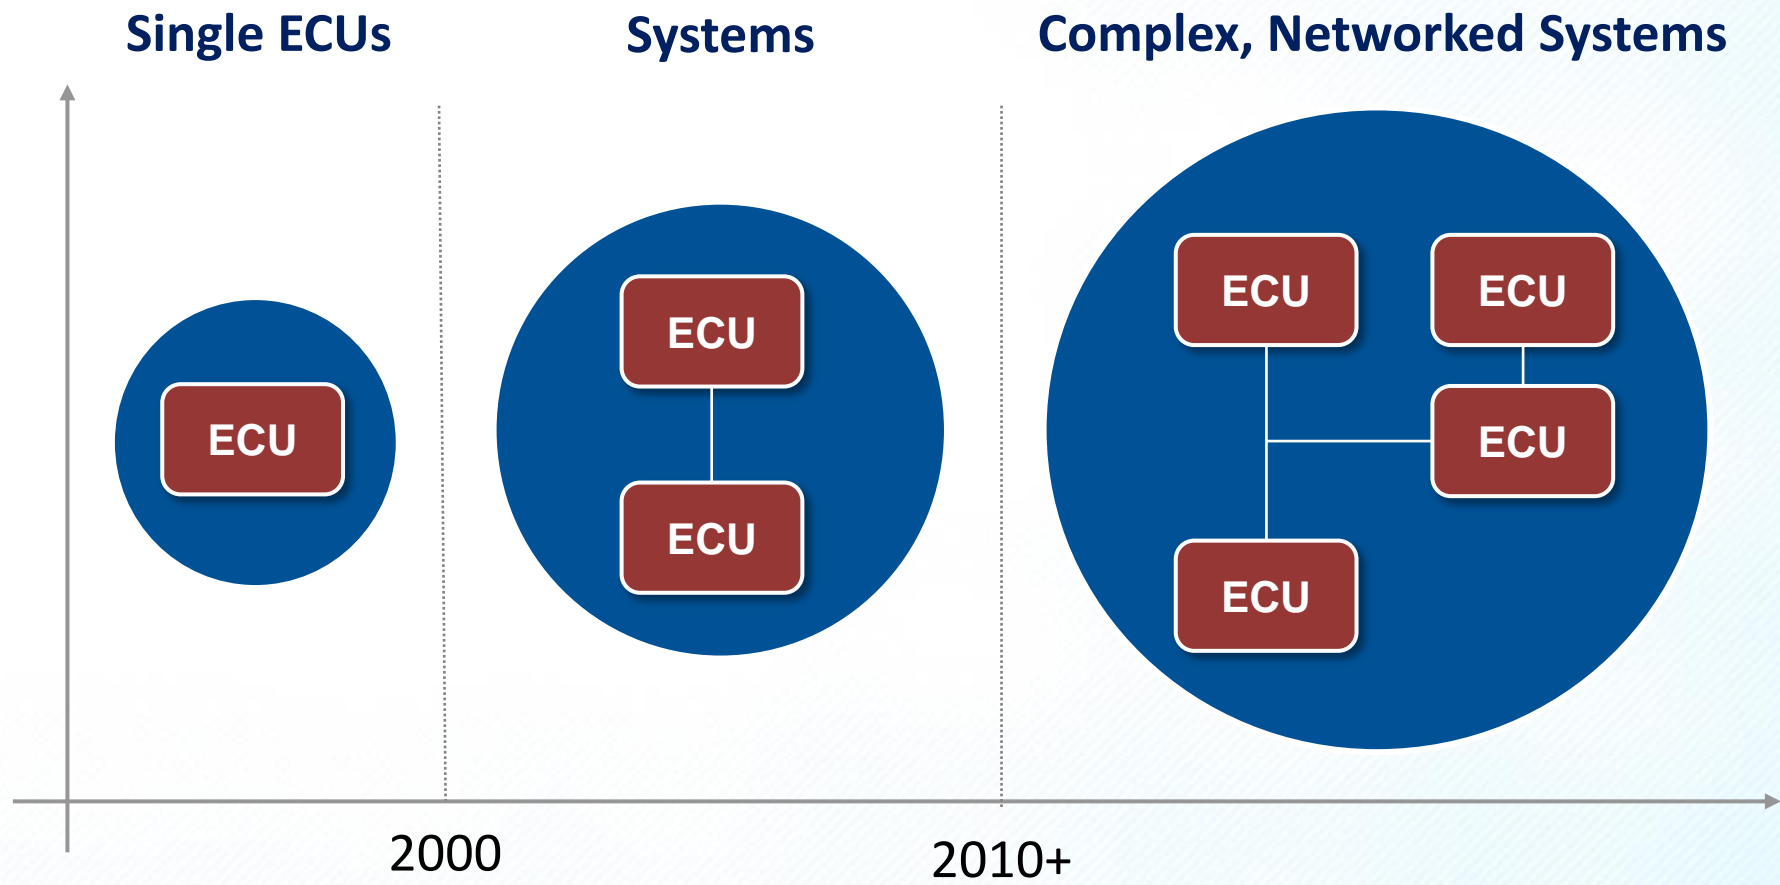 Single ECUs
Systems
Complex, Networked Systems
ECU
ECU
ECU
ECU
ECU
ECU
ECU
2000
2010+